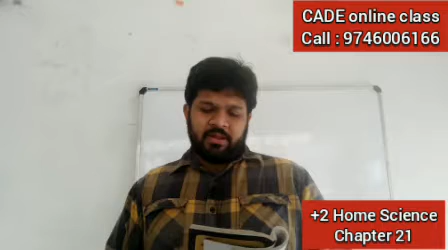 CADE online class
Call : 9746006166
+2 Home Science
Chapter 21